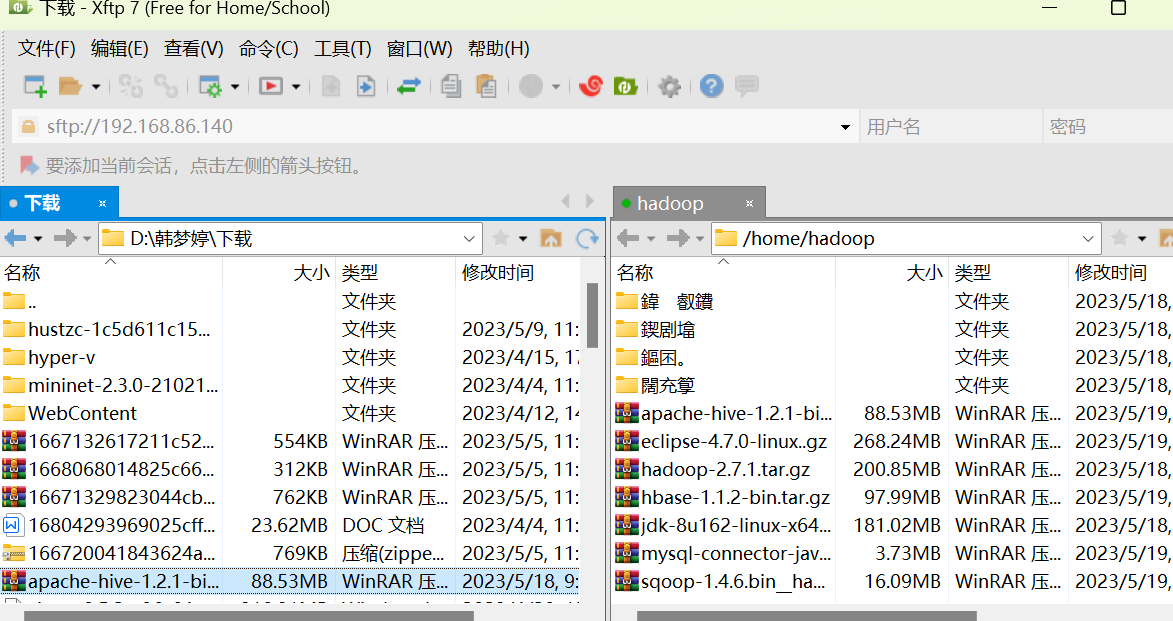 下载 - Xftp 7 (Free for Home/School)
文件(F) 编辑(E) 查看(V) 命令(C) 工具(T) 窗口(W) 帮助(H)
sftp://192.168.86.140 用户名 密码
要添加当前会话，点击左侧的箭头按钮。
下载 hadoop
D:\韩梦婷\下载 /home/hadoop
名称 大小 类型 修改时间 名称 大小 类型 修改时间
.. 文件夹
hustzc-1c5d611c15... 文件夹 2023/5/9, 11:
hyper-v 文件夹 2023/4/15, 17
mininet-2.3.0-21021... 文件夹 2023/4/4, 11:
WebContent 文件夹 2023/4/12, 14
1667132617211c52... 554KB WinRAR 压... 2023/5/5, 11:
1668068014825c66... 312KB WinRAR 压... 2023/5/5, 11:
16671329823044cb... 762KB WinRAR 压... 2023/5/5, 11:
16804293969025cff... 23.62MB DOC 文档 2023/4/4, 11:
166720041843624a... 769KB 压缩(zippe... 2023/5/5, 11:
apache-hive-1.2.1-bi... 88.53MB WinRAR 压... 2023/5/18, 9:
文件夹 2023/5/18,
文件夹 2023/5/18,
文件夹 2023/5/18,
文件夹 2023/5/18,
apache-hive-1.2.1-bi... 88.53MB WinRAR 压... 2023/5/19,
eclipse-4.7.0-linux..gz 268.24MB WinRAR 压... 2023/5/19,
hadoop-2.7.1.tar.gz 200.85MB WinRAR 压... 2023/5/18,
hbase-1.1.2-bin.tar.gz 97.99MB WinRAR 压... 2023/5/19,
jdk-8u162-linux-x64... 181.02MB WinRAR 压... 2023/5/18,
mysql-connector-jav... 3.73MB WinRAR 压... 2023/5/19,
sqoop-1.4.6.bin__ha... 16.09MB WinRAR 压... 2023/5/19,